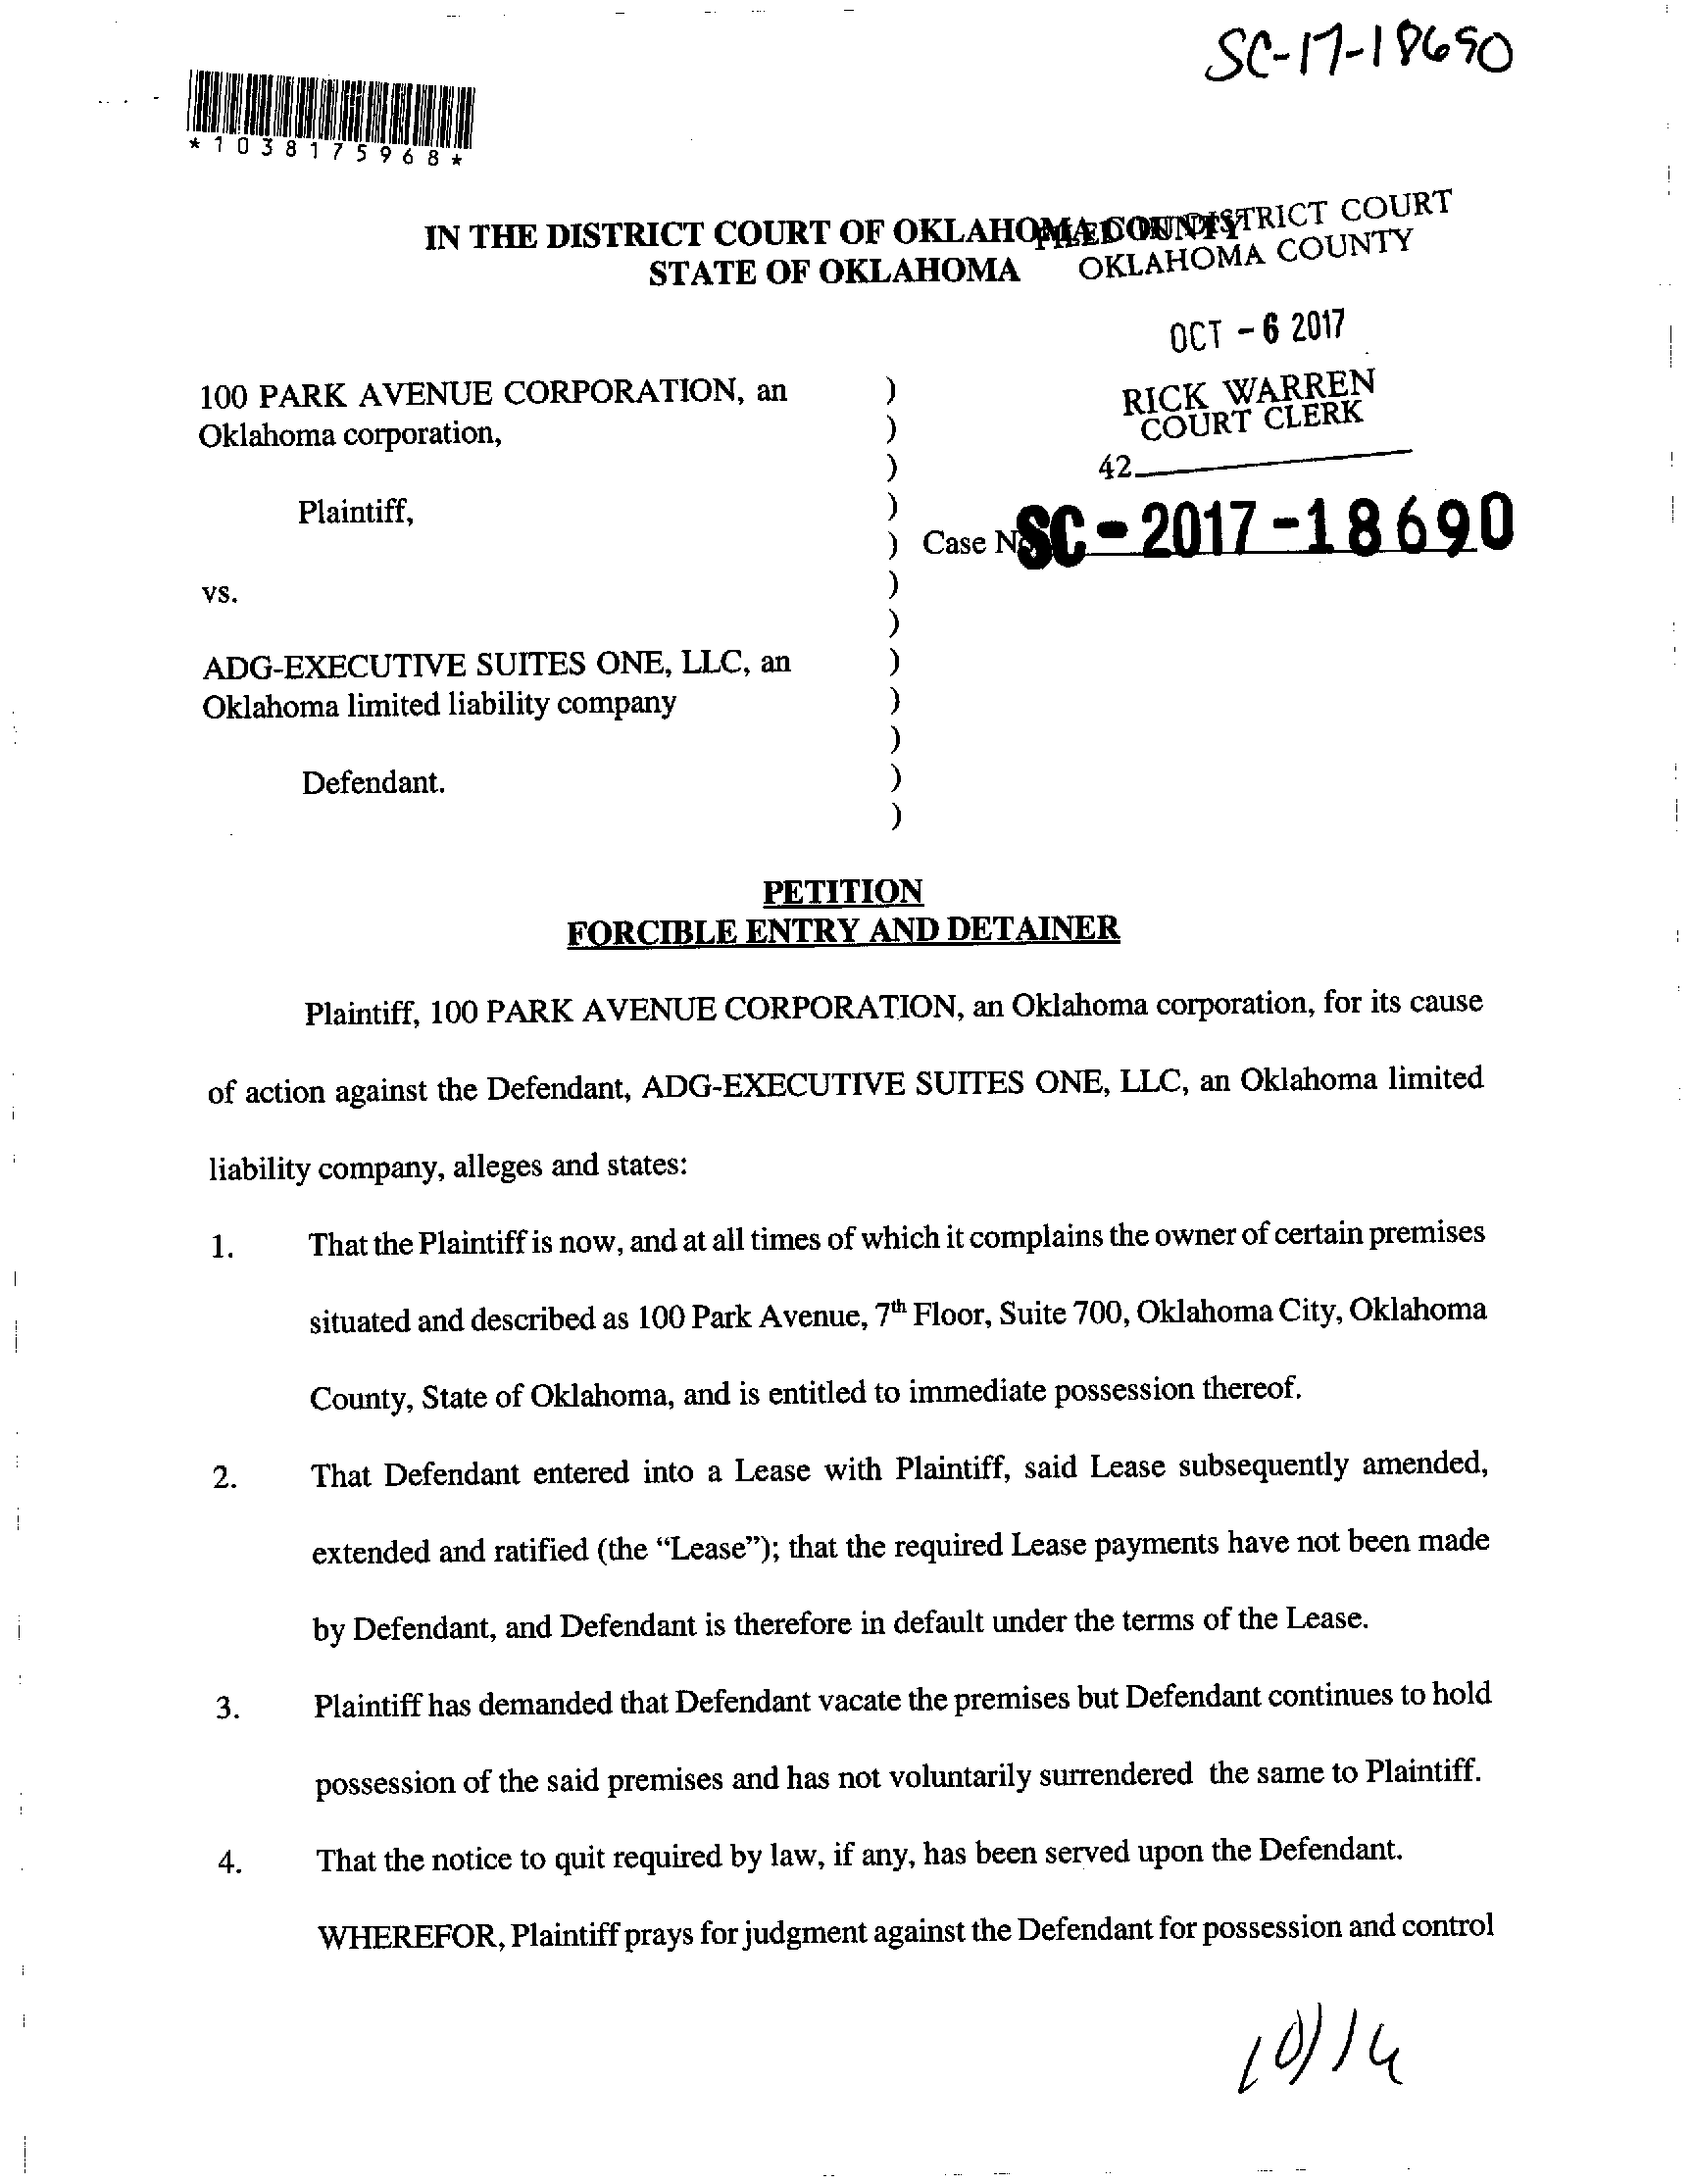 SC-17-18690
*1038175968*
IN THE DISTRICT COURT OF OKLAHOMA COUNTY
FILED IN DISTRICT COURT
STATE OF OKLAHOMA
OKLAHOMA COUNTY
OCT - 6 2017
100 PARK AVENUE CORPORATION, an )
RICK WARREN
Oklahoma corporation, )
COURT CLERK
)
42
Plaintiff, )
) Case No. SC-2017-18690
vs. )
)
ADG-EXECUTIVE SUITES ONE, LLC, an )
Oklahoma limited liability company )
)
Defendant. )
)
PETITION
FORCIBLE ENTRY AND DETAINER
Plaintiff, 100 PARK AVENUE CORPORATION, an Oklahoma corporation, for its cause
of action against the Defendant, ADG-EXECUTIVE SUITES ONE, LLC, an Oklahoma limited
liability company, alleges and states:
1. That the Plaintiff is now, and at all times of which it complains the owner of certain premises
situated and described as 100 Park Avenue, 7th Floor, Suite 700, Oklahoma City, Oklahoma
County, State of Oklahoma, and is entitled to immediate possession thereof.
2. That Defendant entered into a Lease with Plaintiff, said Lease subsequently amended,
extended and ratified (the “Lease”); that the required Lease payments have not been made
by Defendant, and Defendant is therefore in default under the terms of the Lease.
3. Plaintiff has demanded that Defendant vacate the premises but Defendant continues to hold
possession of the said premises and has not voluntarily surrendered the same to Plaintiff.
4. That the notice to quit required by law, if any, has been served upon the Defendant.
WHEREFOR, Plaintiff prays for judgment against the Defendant for possession and control